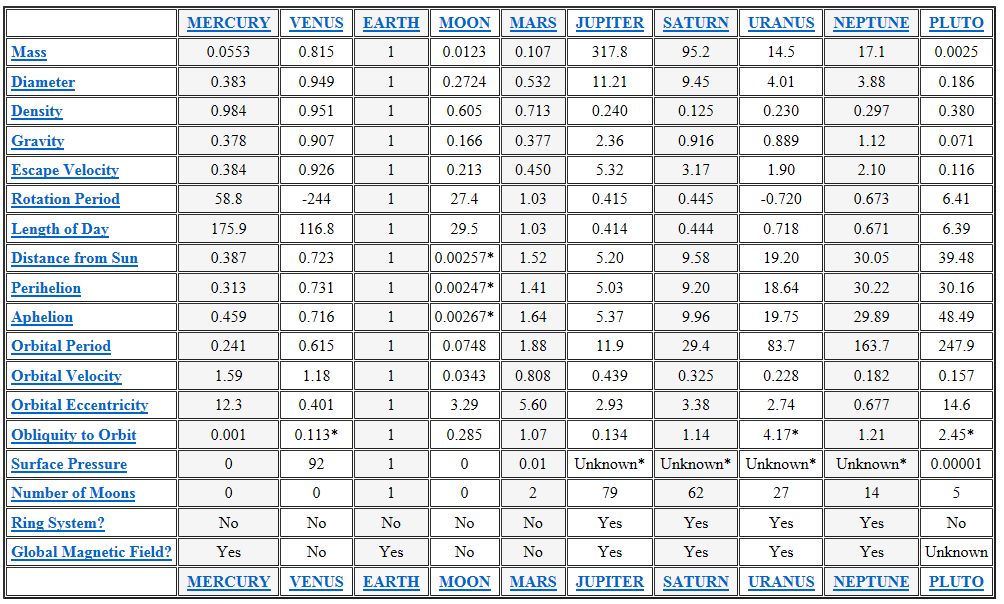 MERCURY VENUS EARTH MOON MARS JUPITER SATURN URANUS NEPTUNE PLUTO
Mass 0.0553 0.815 1 0.0123 0.107 317.8 95.2 14.5 17.1 0.0025
Diameter 0.383 0.949 1 0.2724 0.532 11.21 9.45 4.01 3.88 0.186
Density 0.984 0.951 1 0.605 0.713 0.240 0.125 0.230 0.297 0.380
Gravity 0.378 0.907 1 0.166 0.377 2.36 0.916 0.889 1.12 0.071
Escape Velocity 0.384 0.926 1 0.213 0.450 5.32 3.17 1.90 2.10 0.116
Rotation Period 58.8 -244 1 27.4 1.03 0.415 0.445 -0.720 0.673 6.41
Length of Day 175.9 116.8 1 29.5 1.03 0.414 0.444 0.718 0.671 6.39
Distance from Sun 0.387 0.723 1 0.00257* 1.52 5.20 9.58 19.20 30.05 39.48
Perihelion 0.313 0.731 1 0.00247* 1.41 5.03 9.20 18.64 30.22 30.16
Aphelion 0.459 0.716 1 0.00267* 1.64 5.37 9.96 19.75 29.89 48.49
Orbital Period 0.241 0.615 1 0.0748 1.88 11.9 29.4 83.7 163.7 247.9
Orbital Velocity 1.59 1.18 1 0.0343 0.808 0.439 0.325 0.228 0.182 0.157
Orbital Eccentricity 12.3 0.401 1 3.29 5.60 2.93 3.38 2.74 0.677 14.6
Obliquity to Orbit 0.001 0.113* 1 0.285 1.07 0.134 1.14 4.17* 1.21 2.45*
Surface Pressure 0 92 1 0 0.01 Unknown* Unknown* Unknown* Unknown* 0.00001
Number of Moons 0 0 1 0 2 79 62 27 14 5
Ring System? No No No No No Yes Yes Yes Yes No
Global Magnetic Field? Yes No Yes No No Yes Yes Yes Yes Unknown
MERCURY VENUS EARTH MOON MARS JUPITER SATURN URANUS NEPTUNE PLUTO